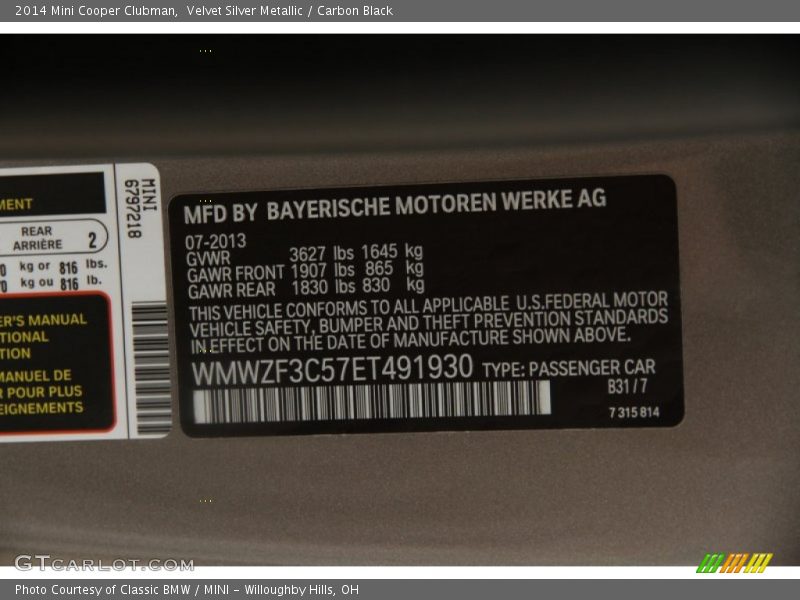 2014 Mini Cooper Clubman,  Velvet Silver Metallic / Carbon Black
MENT
REAR
ARRIÈRE 2
0 kg or 816 lbs.
0 kg ou 816 lb.
ER'S MANUAL
TIONAL
TION
MANUEL DE
R POUR PLUS
EIGNEMENTS
MINI
6797218
MFD BY BAYERISCHE MOTOREN WERKE AG
07-2013
GVWR 3627 lbs 1645 kg
GAWR FRONT 1907 lbs 865 kg
GAWR REAR 1830 lbs 830 kg
THIS VEHICLE CONFORMS TO ALL APPLICABLE U.S.FEDERAL MOTOR
VEHICLE SAFETY, BUMPER AND THEFT PREVENTION STANDARDS
IN EFFECT ON THE DATE OF MANUFACTURE SHOWN ABOVE.
WMWZF3C57ET491930 TYPE: PASSENGER CAR
B31 / 7
7 315 814
GTCARLOT.COM
Photo Courtesy of Classic BMW / MINI - Willoughby Hills, OH